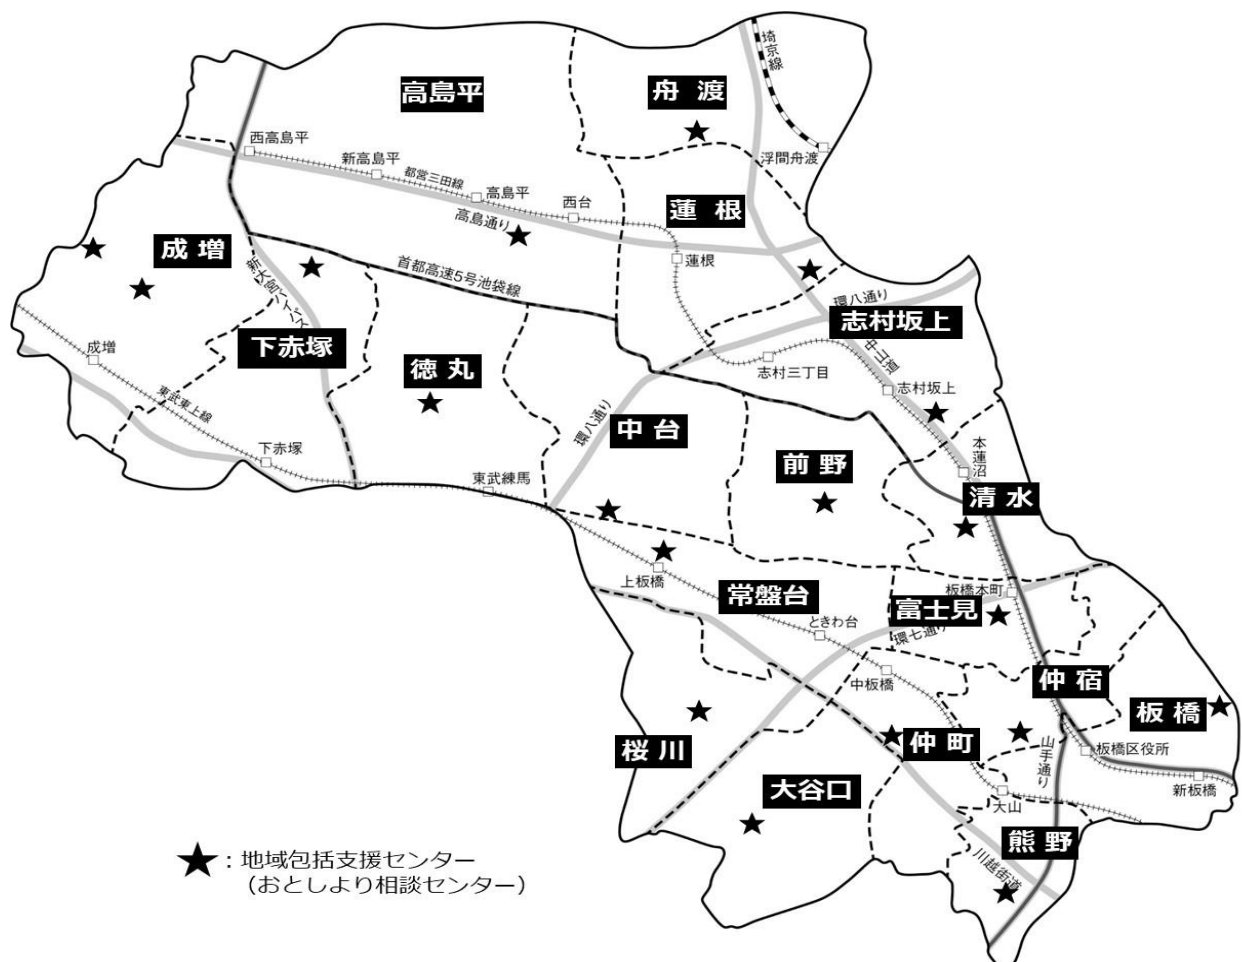 埼京線
高島平
舟 渡
西高島平
新高島平
都営三田線
高島平
浮間舟渡
西台
高島通り
蓮 根
成 増
蓮根
首都高速5号池袋線
新大宮バイパス
環八通り
志村坂上
下赤塚
中山道
成増
徳 丸
志村三丁目
志村坂上
東武東上線
環八通り
中 台
下赤塚
東武練馬
前 野
本蓮沼
清 水
上板橋
常盤台
板橋本町
富士見
ときわ台
環七通り
中板橋
仲 宿
板 橋
桜 川
仲 町
山手通り
板橋区役所
新板橋
大谷口
大山
熊 野
川越街道
★：地域包括支援センター
（おとしより相談センター）